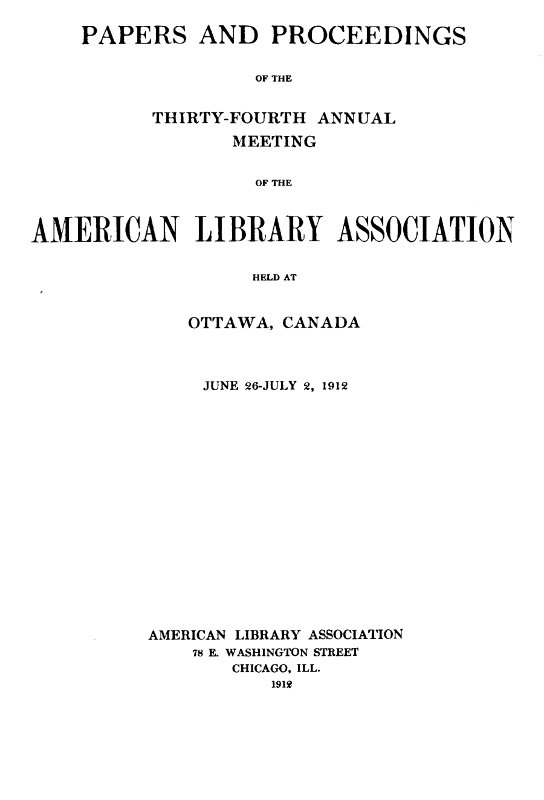 PAPERS AND PROCEEDINGS
OF THE
THIRTY-FOURTH ANNUAL
MEETING
OF THE
AMERICAN LIBRARY ASSOCIATION
HELD AT
OTTAWA, CANADA
JUNE 26-JULY 2, 1912
AMERICAN LIBRARY ASSOCIATION
78 E. WASHINGTON STREET
CHICAGO, ILL.
1912